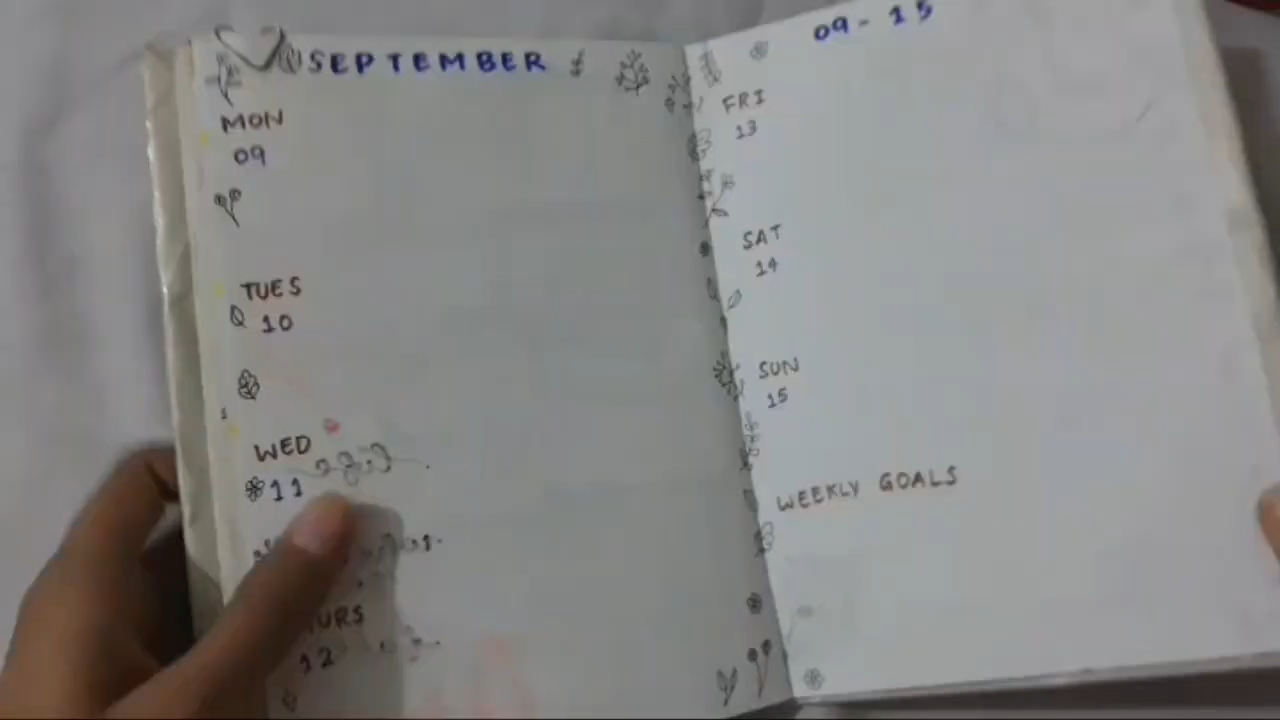 SEPTEMBER
MON
09
TUES
10
WED
11
12
09-15
FRI
13
SAT
14
SUN
15
WEEKLY GOALS